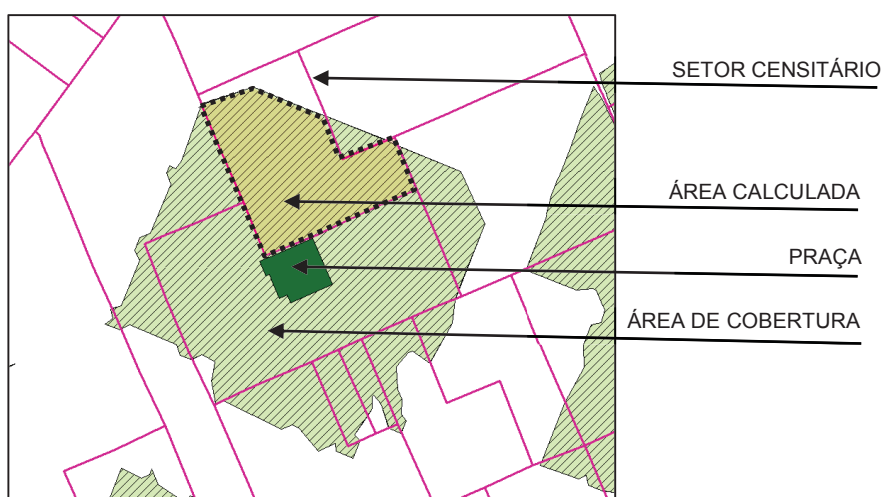 SETOR CENSITÁRIO
ÁREA CALCULADA
PRAÇA
ÁREA DE COBERTURA